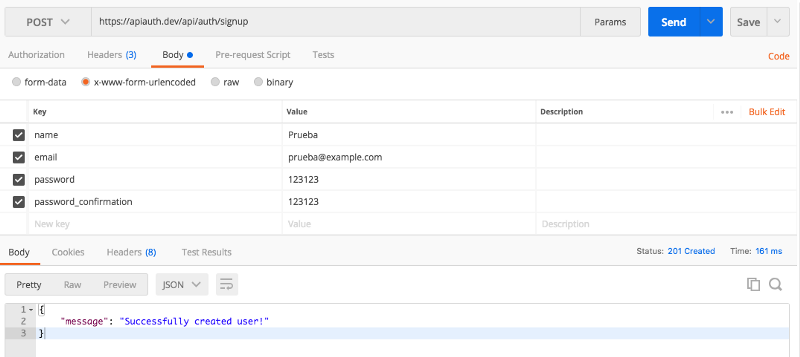 POST https://apiauth.dev/api/auth/signup Params Send Save
Authorization Headers (3) Body Pre-request Script Tests Code
form-data x-www-form-urlencoded raw binary
Key Value Description ••• Bulk Edit
name Prueba
email prueba@example.com
password 123123
password_confirmation 123123
New key Value Description
Body Cookies Headers (8) Test Results Status: 201 Created Time: 161 ms
Pretty Raw Preview JSON
1 {
2 "message": "Successfully created user!"
3 }